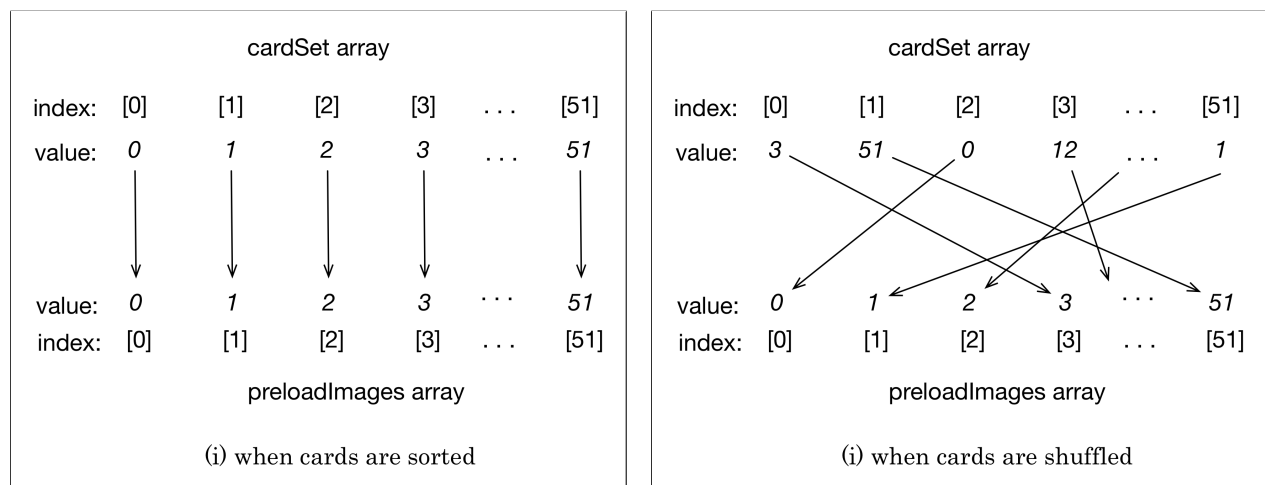 cardSet array
index: [0] [1] [2] [3] . . . [51]
value: 0 1 2 3 . . . 51
value: 0 1 2 3 . . . 51
index: [0] [1] [2] [3] . . . [51]
preloadImages array
(i) when cards are sorted
cardSet array
index: [0] [1] [2] [3] . . . [51]
value: 3 51 0 12 . . . 1
value: 0 1 2 3 . . . 51
index: [0] [1] [2] [3] . . . [51]
preloadImages array
(i) when cards are shuffled